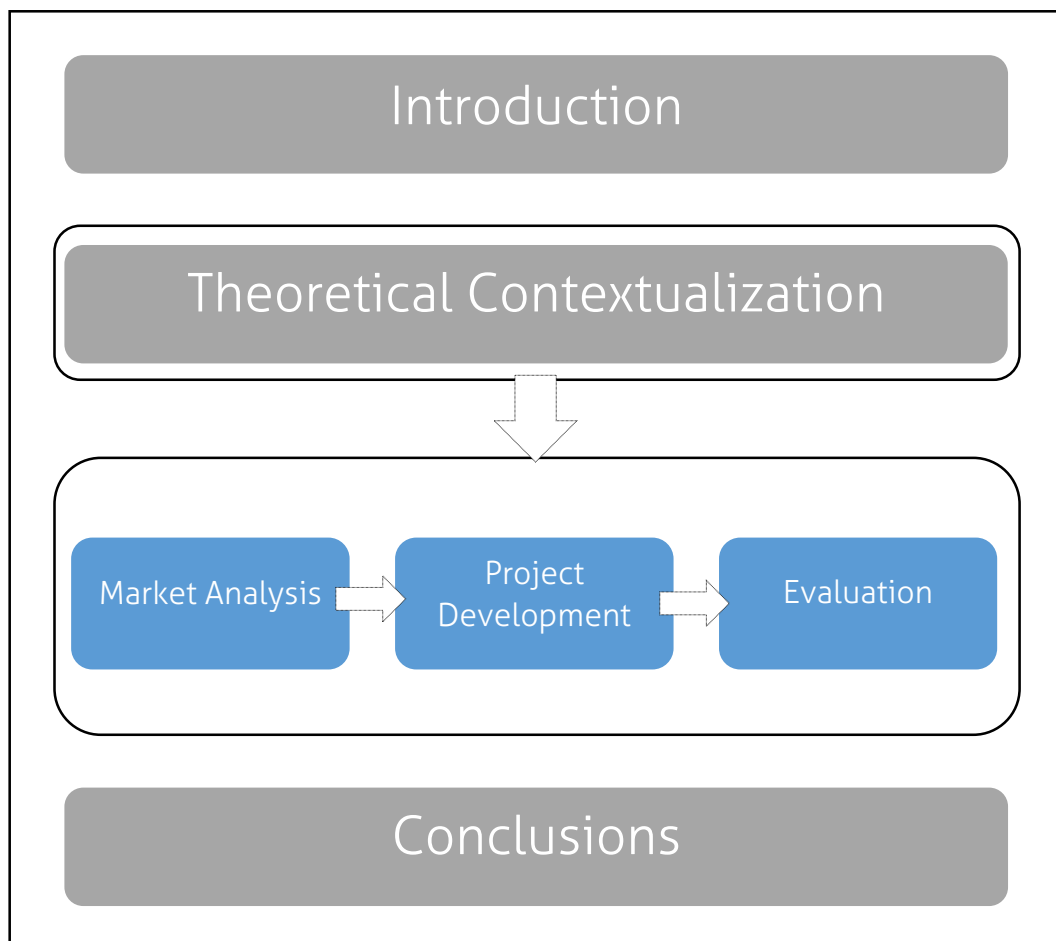 Introduction
Theoretical Contextualization
Market Analysis
Project
Development
Evaluation
Conclusions